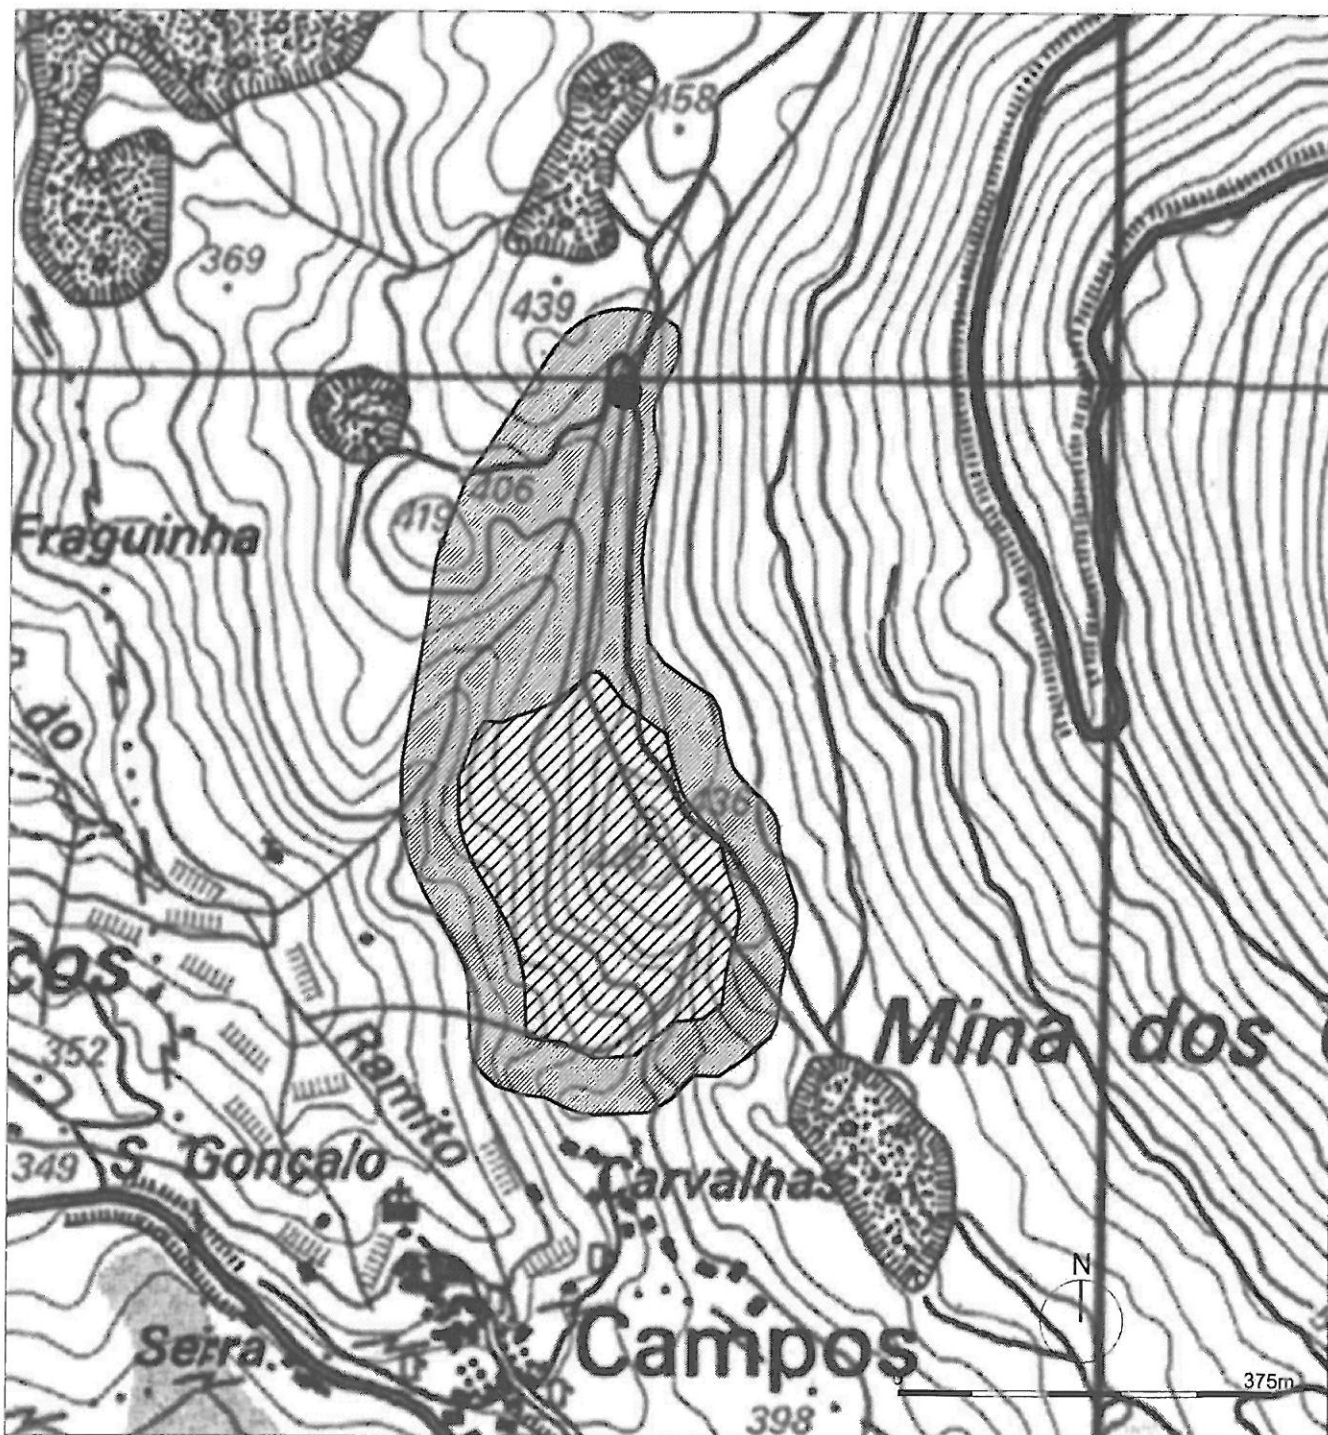 458
369
439
406
419
Fraguinha
do
436
cos
Mina dos
352
Ramito
349
S. Gonçalo
Carvalhas
N
Serra
Campos
375m
398